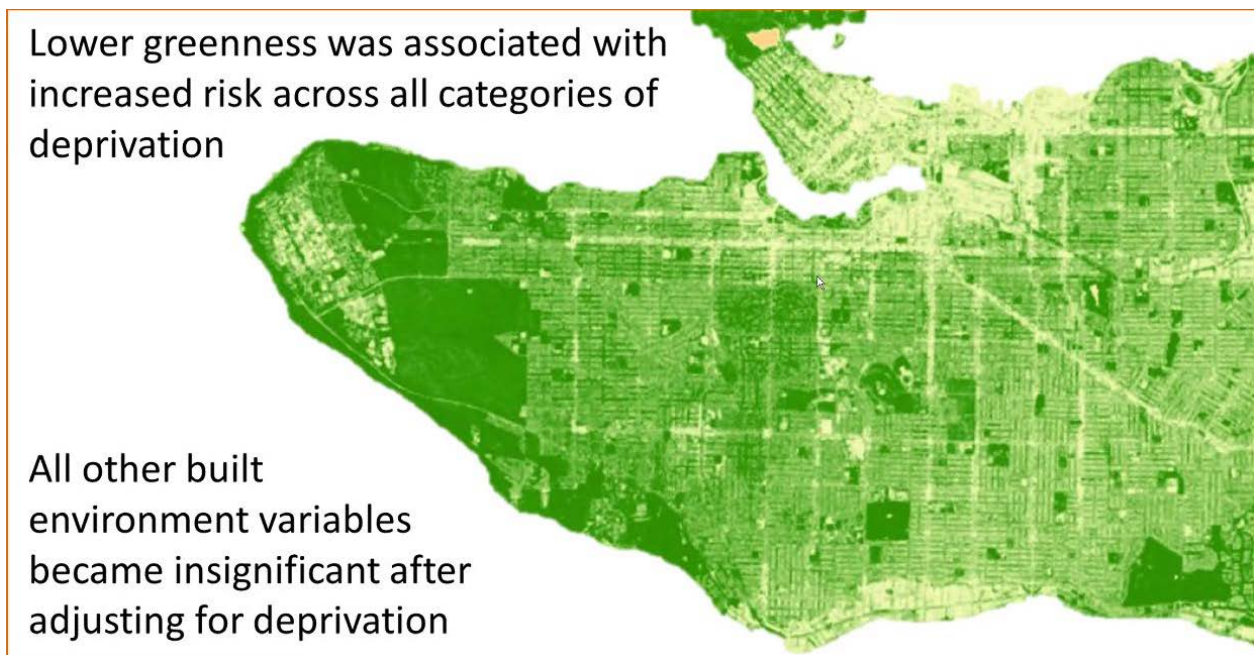 Lower greenness was associated with
increased risk across all categories of
deprivation
All other built
environment variables
became insignificant after
adjusting for deprivation